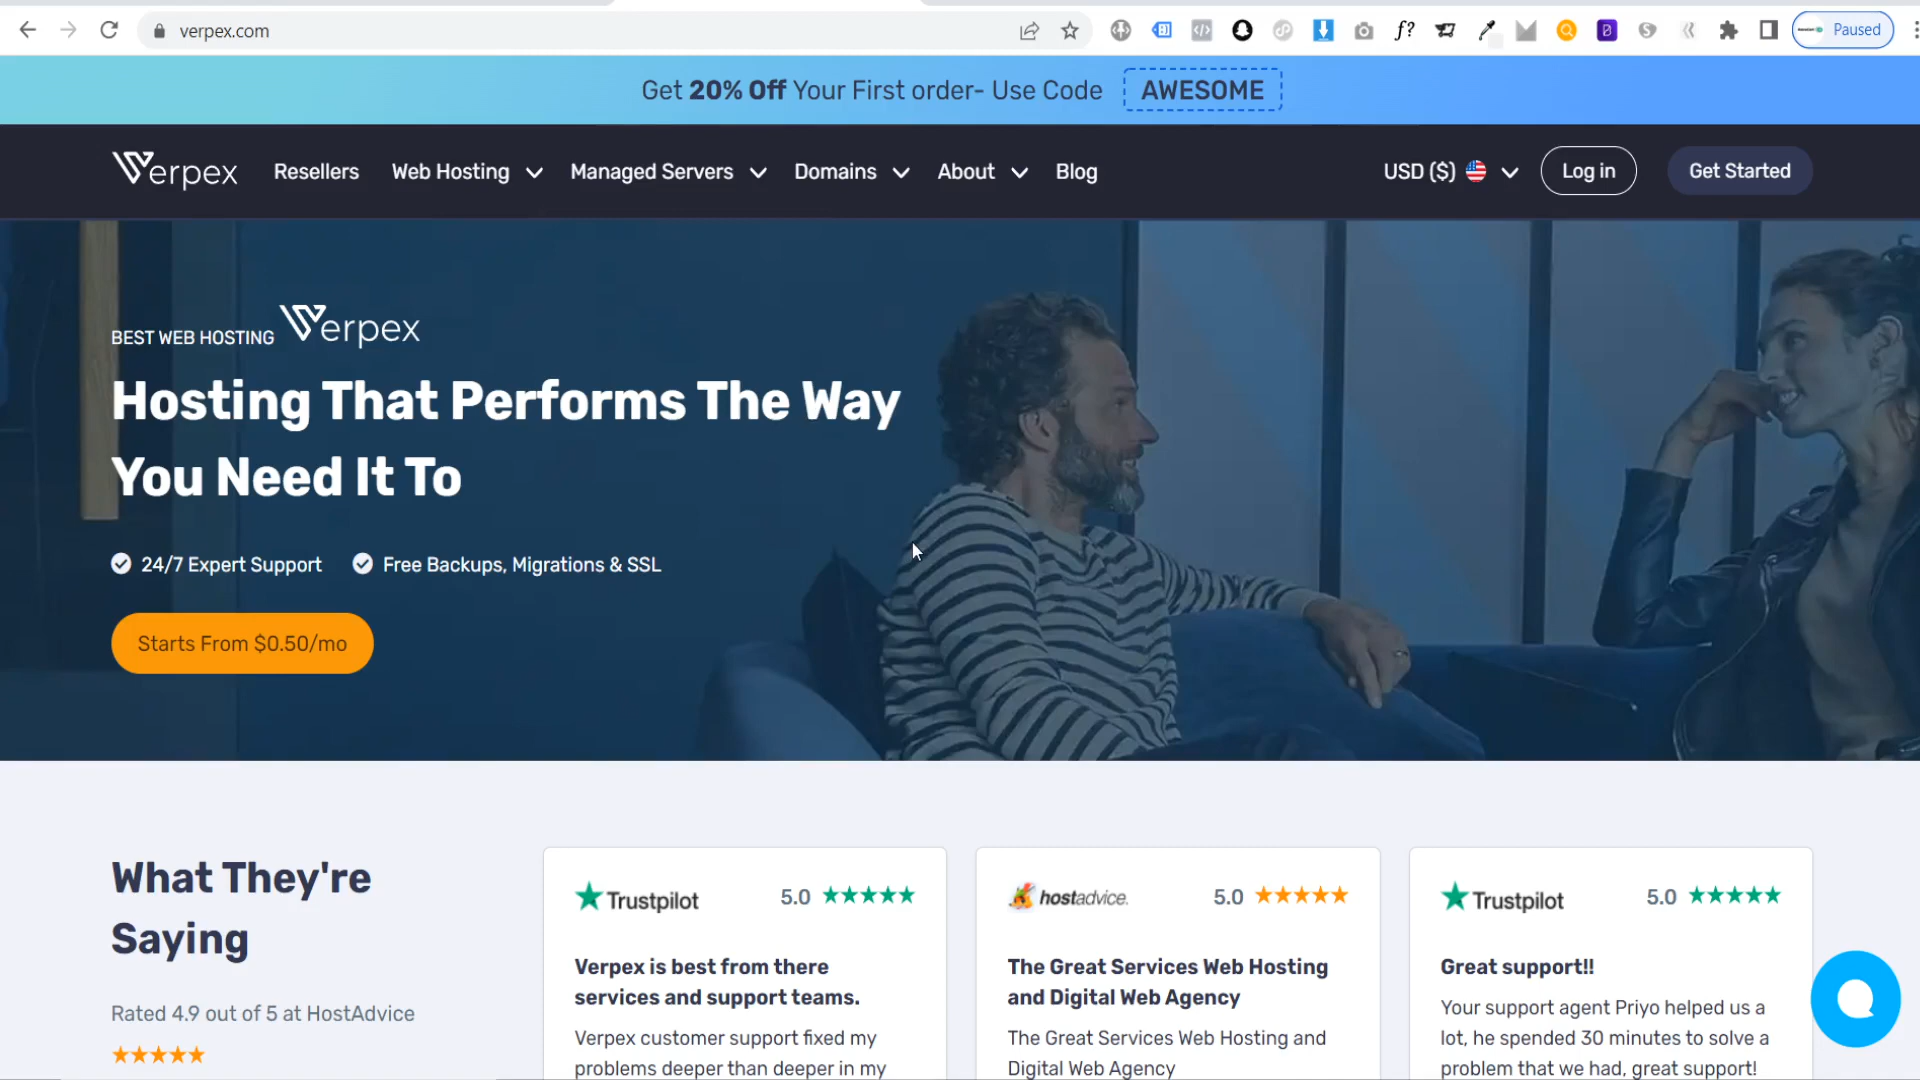 verpex.com
Paused
Get 20% Off Your First order- Use Code AWESOME
Verpex
Resellers
Web Hosting
Managed Servers
Domains
About
Blog
USD ($)
Log in
Get Started
BEST WEB HOSTING Verpex
Hosting That Performs The Way
You Need It To
24/7 Expert Support
Free Backups, Migrations & SSL
Starts From $0.50/mo
What They're
Saying
Rated 4.9 out of 5 at HostAdvice
Trustpilot
5.0
Verpex is best from there
services and support teams.
Verpex customer support fixed my
problems deeper than deeper in my
hostadvice.
5.0
The Great Services Web Hosting
and Digital Web Agency
The Great Services Web Hosting and
Digital Web Agency
Trustpilot
5.0
Great support!!
Your support agent Priyo helped us a
lot, he spended 30 minutes to solve a
problem that we had, great support!